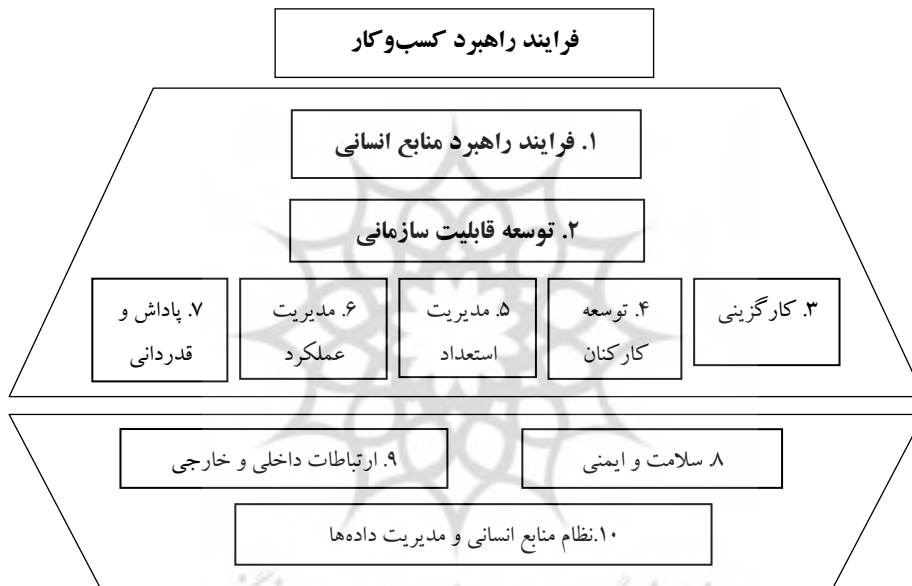 فرایند راهبرد کسب‌وکار
۱. فرایند راهبرد منابع انسانی
۲. توسعه قابلیت سازمانی
۳. کارگزینی
۴. توسعه
کارکنان
۵. مدیریت
استعداد
۶. مدیریت
عملکرد
۷. پاداش و
قدردانی
۸. سلامت و ایمنی
۹. ارتباطات داخلی و خارجی
۱۰.نظام منابع انسانی و مدیریت داده‌ها